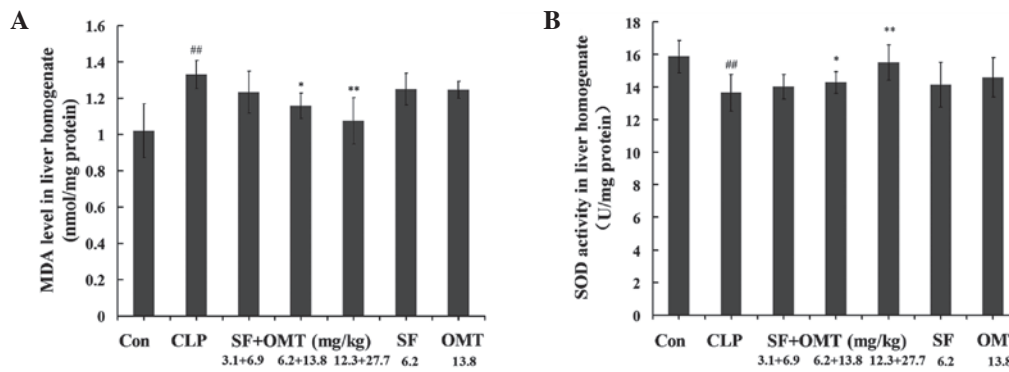 A
MDA level in liver homogenate
(nmol/mg protein)
1.6
1.4
1.2
1
0.8
0.6
0.4
0.2
0
##
*
**
Con CLP SF+OMT (mg/kg) SF OMT
3.1+6.9 6.2+13.8 12.3+27.7 6.2 13.8
B
SOD activity in liver homogenate
(U/mg protein)
18
16
14
12
10
8
6
4
2
0
##
*
**
Con CLP SF+OMT (mg/kg) SF OMT
3.1+6.9 6.2+13.8 12.3+27.7 6.2 13.8